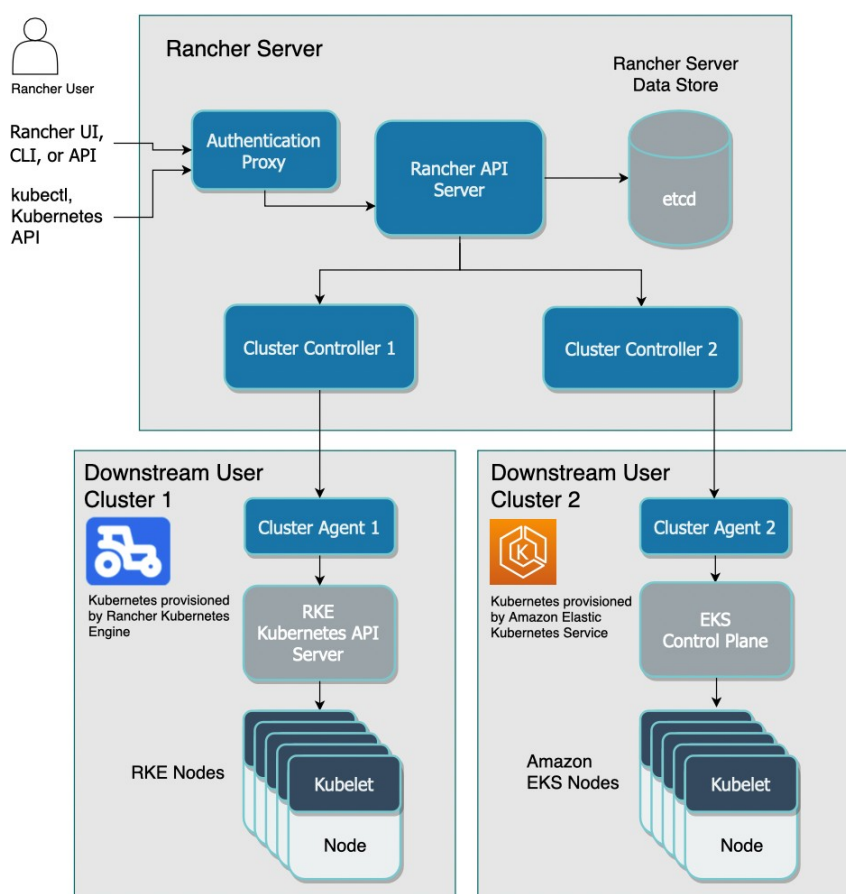 Rancher Server
Rancher User
Rancher Server
Data Store
Rancher UI,
CLI, or API
kubectl,
Kubernetes
API
Authentication
Proxy
Rancher API
Server
etcd
Cluster Controller 1
Cluster Controller 2
Downstream User
Cluster 1
Cluster Agent 1
Kubernetes provisioned
by Rancher Kubernetes
Engine
RKE
Kubernetes API
Server
RKE Nodes
Kubelet
Node
Downstream User
Cluster 2
Cluster Agent 2
K
Kubernetes provisioned
by Amazon Elastic
Kubernetes Service
EKS
Control Plane
Amazon
EKS Nodes
Kubelet
Node